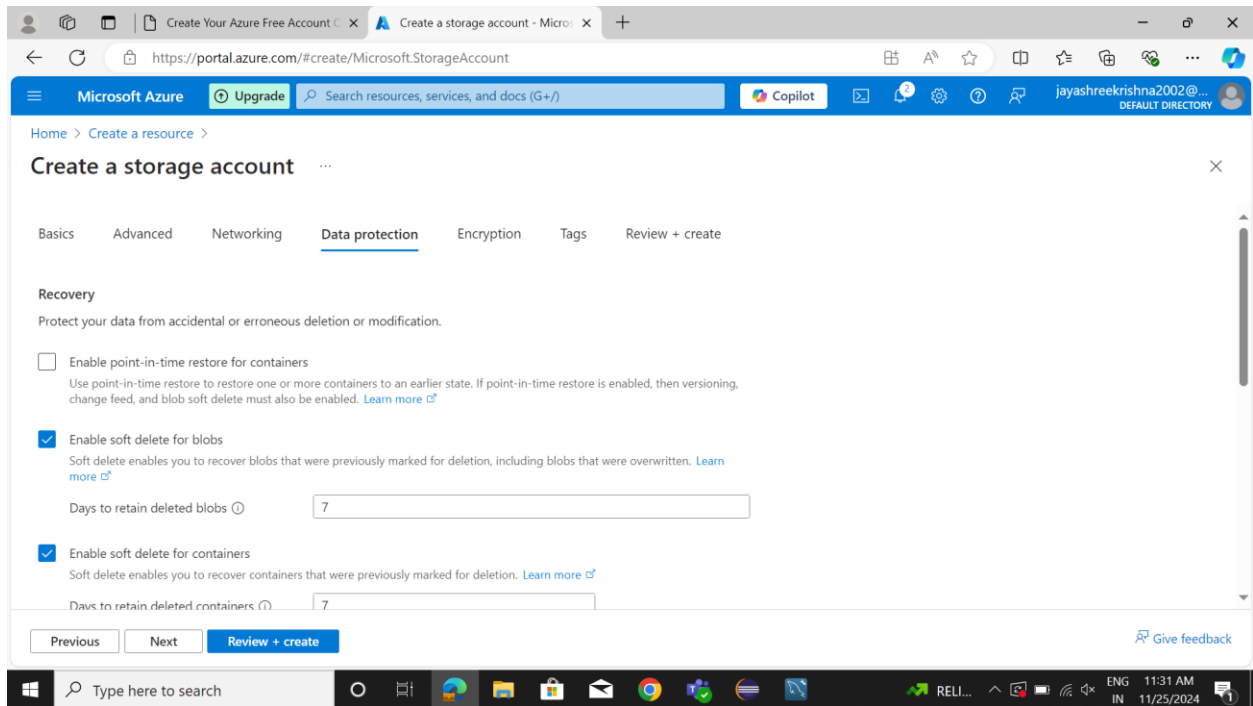 Create Your Azure Free Account C
Create a storage account - Micros
https://portal.azure.com/#create/Microsoft.StorageAccount
Microsoft Azure
Upgrade
Search resources, services, and docs (G+/)
Copilot
2
jayashreekrishna2002@...
DEFAULT DIRECTORY
Home > Create a resource >
Create a storage account ...
Basics Advanced Networking Data protection Encryption Tags Review + create
Recovery
Protect your data from accidental or erroneous deletion or modification.
Enable point-in-time restore for containers
Use point-in-time restore to restore one or more containers to an earlier state. If point-in-time restore is enabled, then versioning,
change feed, and blob soft delete must also be enabled. Learn more
Enable soft delete for blobs
Soft delete enables you to recover blobs that were previously marked for deletion, including blobs that were overwritten. Learn
more
Days to retain deleted blobs 7
Enable soft delete for containers
Soft delete enables you to recover containers that were previously marked for deletion. Learn more
Days to retain deleted containers 7
Previous Next Review + create
Give feedback
Type here to search
RELI...
ENG
IN
11:31 AM
11/25/2024
1